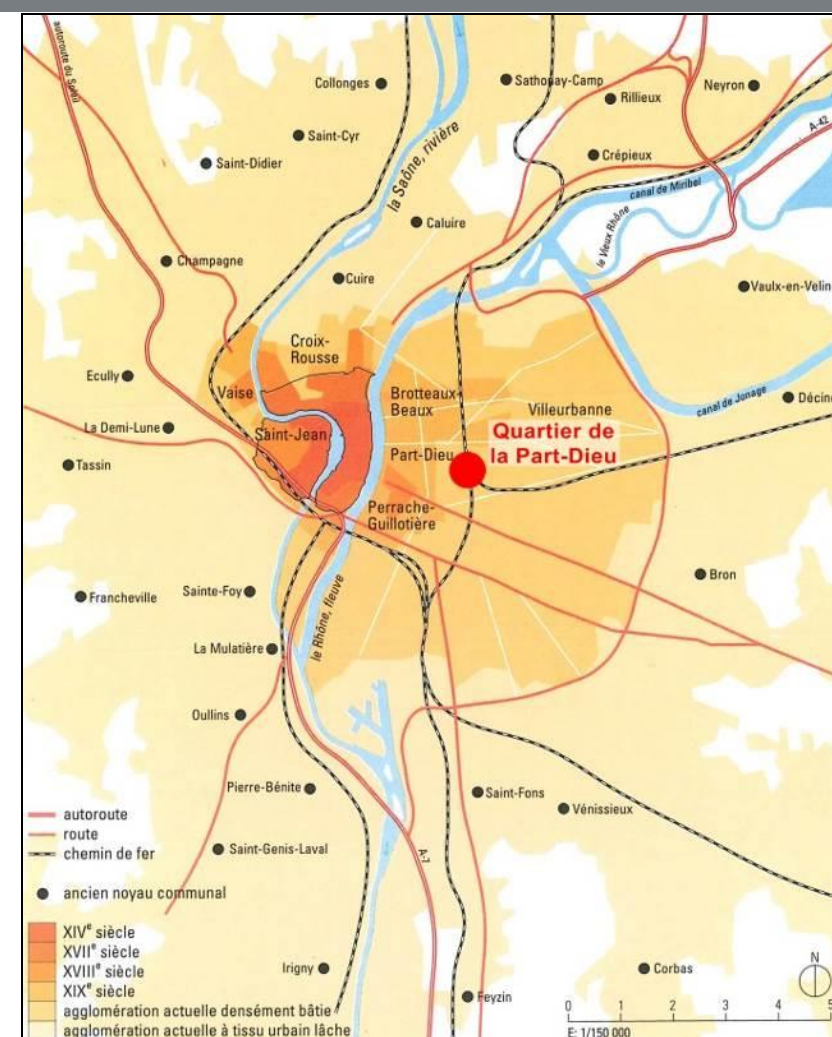 autoroute du Soleil
Collonges
Sathonay-Camp
Rillieux
Neyron
A-42
Saint-Cyr
Saint-Didier
la Saône, rivière
Crépieux
canal de Miribel
le Vieux Rhône
Caluire
Champagne
Cuire
Vaulx-en-Velin
Croix-
Rousse
Ecully
Vaise
Brotteaux-
Beaux
Villeurbanne
canal de Jonage
Décine
La Demi-Lune
Saint-Jean
Tassin
Part-Dieu
Quartier de
la Part-Dieu
Perrache-
Guillotière
Francheville
Sainte-Foy
le Rhône, fleuve
Bron
La Mulatière
Oullins
Pierre-Bénite
Saint-Fons
Vénissieux
Saint-Genis-Laval
A-7
Irigny
Feyzin
Corbas
autoroute
route
chemin de fer
ancien noyau communal
XIVe siècle
XVIIe siècle
XVIIIe siècle
XIXe siècle
agglomération actuelle densément bâtie
agglomération actuelle à tissu urbain lâche
N
0 1 2 3 4 5
E: 1/150 000